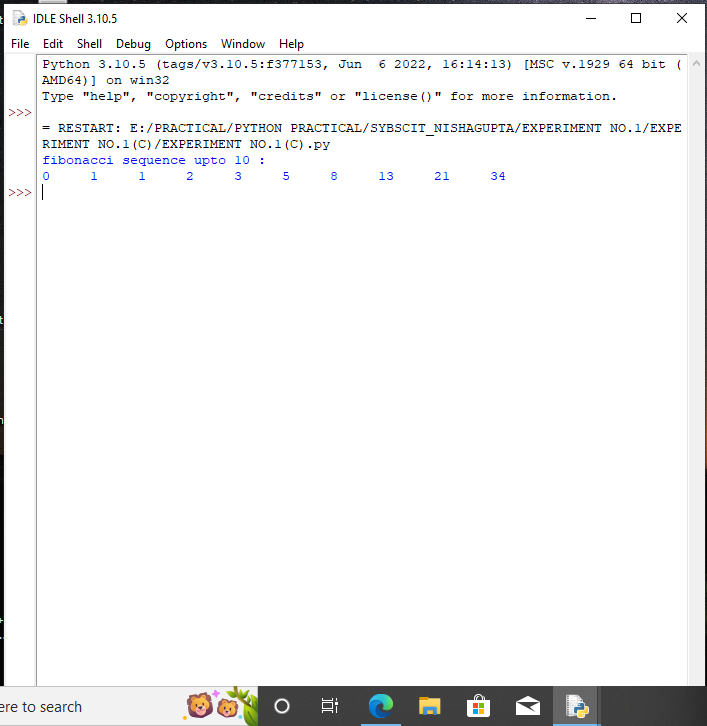 IDLE Shell 3.10.5
File Edit Shell Debug Options Window Help
Python 3.10.5 (tags/v3.10.5:f377153, Jun  6 2022, 16:14:13) [MSC v.1929 64 bit (
AMD64)] on win32
Type "help", "copyright", "credits" or "license()" for more information.
>>>
= RESTART: E:/PRACTICAL/PYTHON PRACTICAL/SYBSCIT_NISHAGUPTA/EXPERIMENT NO.1/EXPE
RIMENT NO.1(C)/EXPERIMENT NO.1(C).py
fibonacci sequence upto 10 :
0 1 1 2 3 5 8 13 21 34
>>>
ere to search